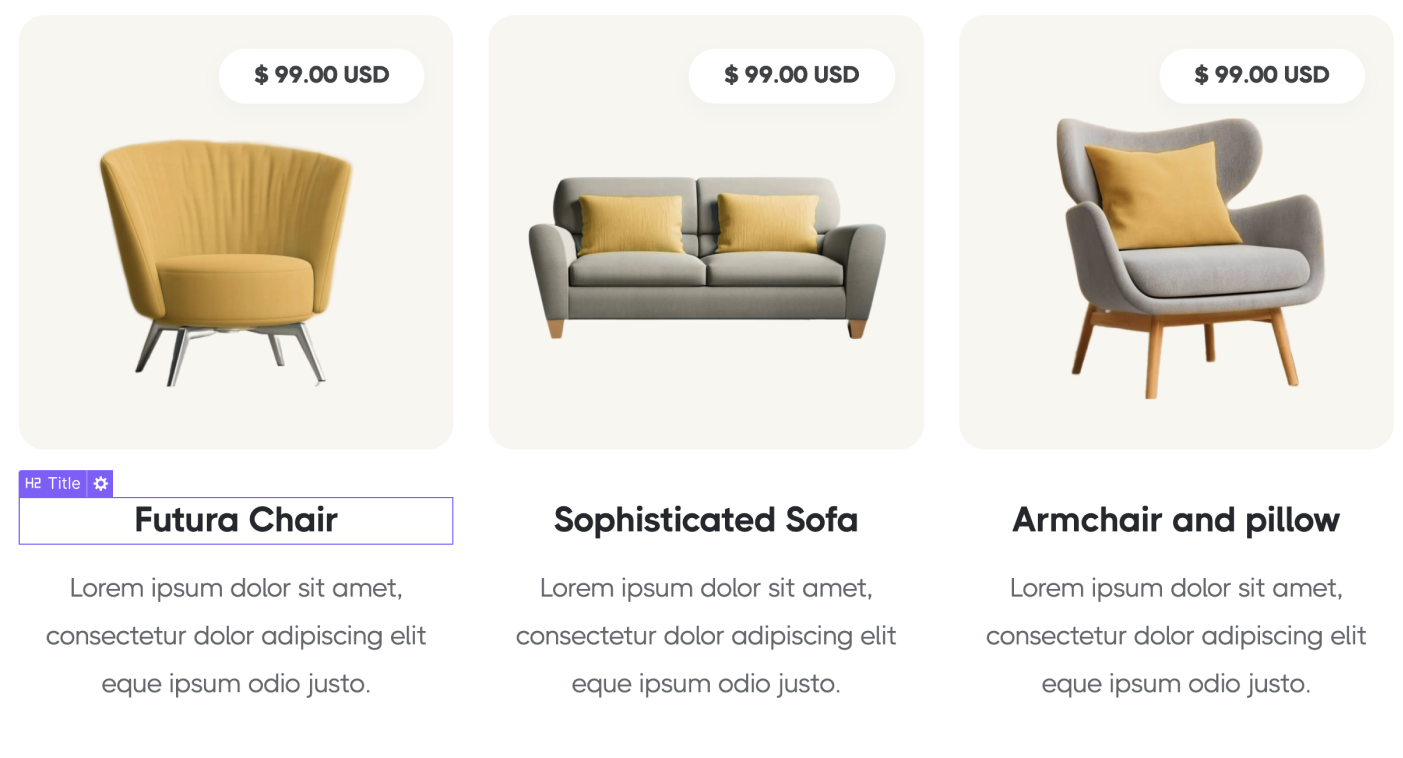 $ 99.00 USD
$ 99.00 USD
$ 99.00 USD
H2 Title
Futura Chair
Sophisticated Sofa
Armchair and pillow
Lorem ipsum dolor sit amet,
consectetur dolor adipiscing elit
eque ipsum odio justo.
Lorem ipsum dolor sit amet,
consectetur dolor adipiscing elit
eque ipsum odio justo.
Lorem ipsum dolor sit amet,
consectetur dolor adipiscing elit
eque ipsum odio justo.